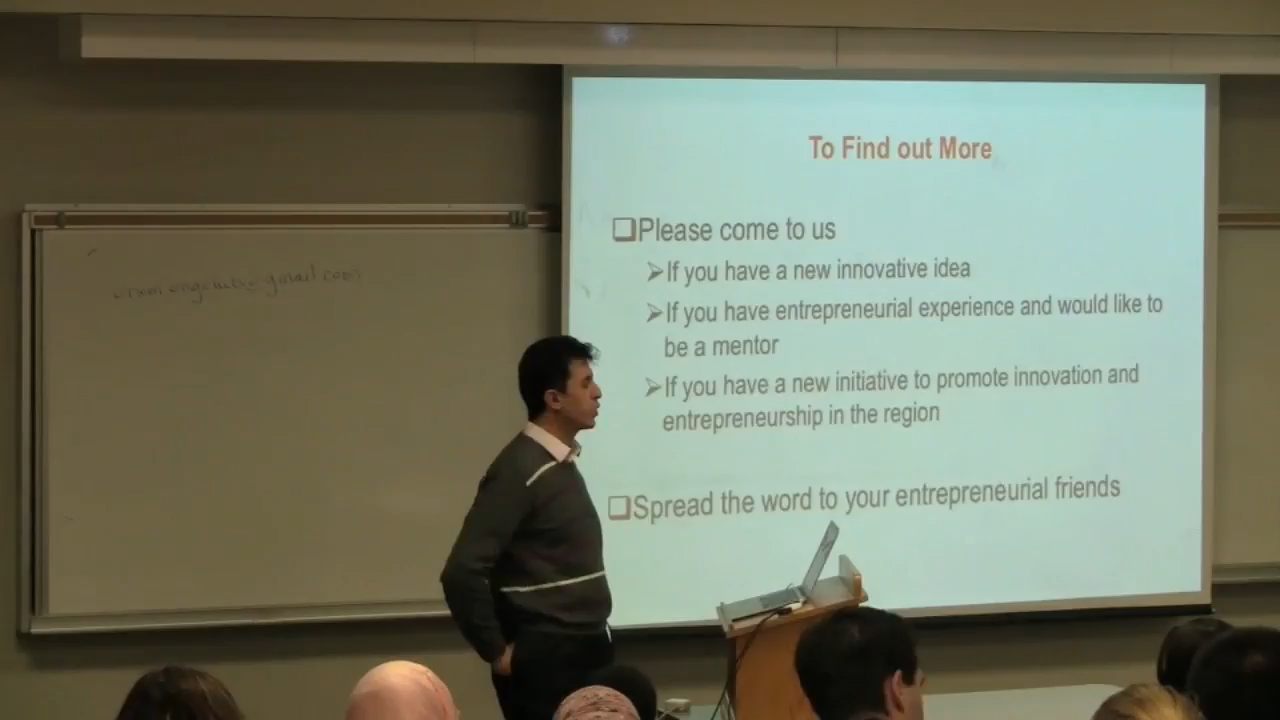 To Find out More
❑Please come to us
➢If you have a new innovative idea
➢If you have entrepreneurial experience and would like to
be a mentor
➢If you have a new initiative to promote innovation and
entrepreneurship in the region
❑Spread the word to your entrepreneurial friends